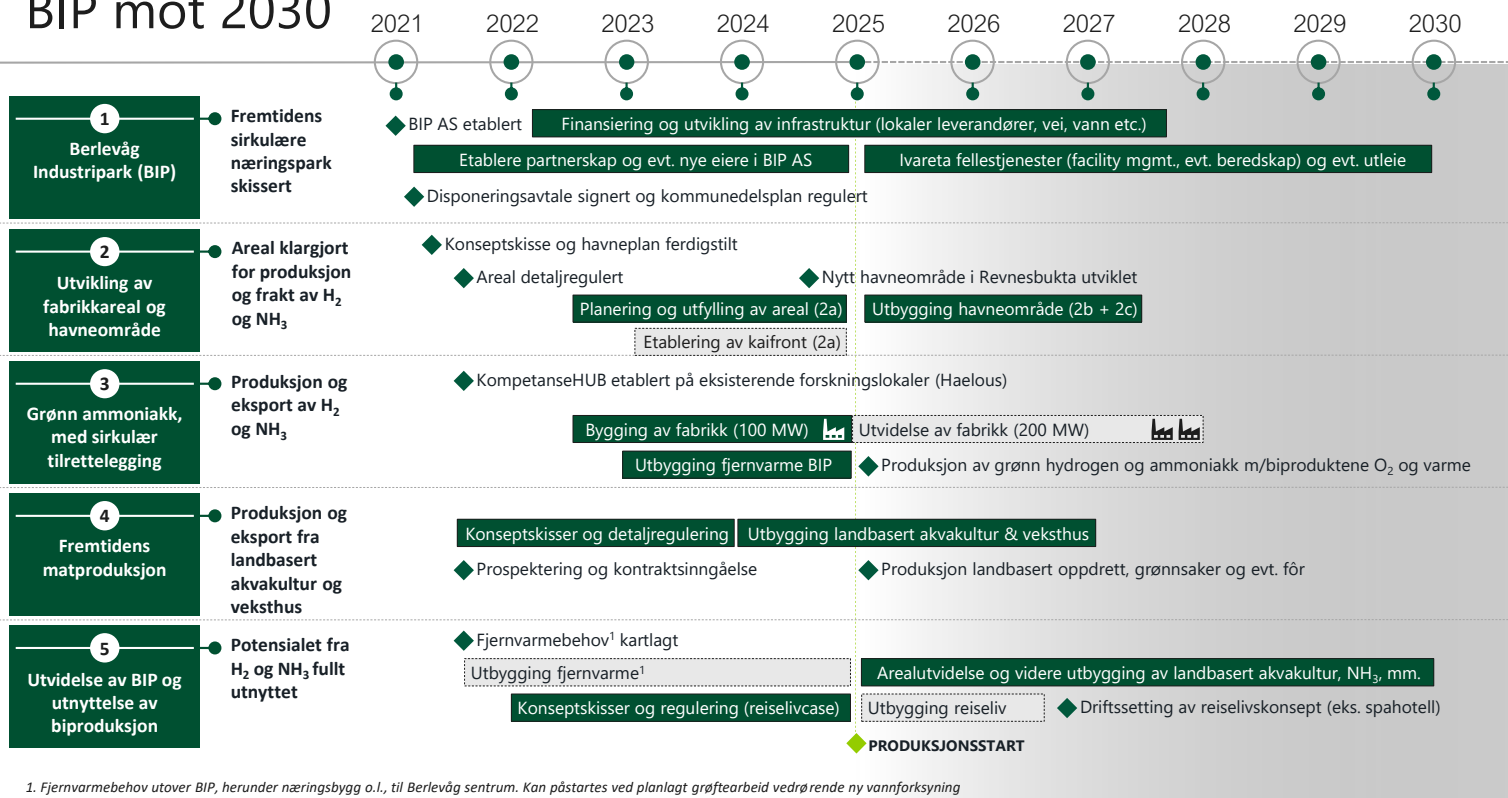 BIP mot 2030
2021 2022 2023 2024 2025 2026 2027 2028 2029 2030
1
Berlevåg
Industripark (BIP)
Fremtidens
sirkulære
næringspark
skissert
BIP AS etablert
Finansiering og utvikling av infrastruktur (lokaler leverandører, vei, vann etc.)
Etablere partnerskap og evt. nye eiere i BIP AS
Ivareta fellestjenester (facility mgmt., evt. beredskap) og evt. utleie
Disponeringsavtale signert og kommunedelsplan regulert
2
Utvikling av
fabrikkareal og
havneområde
Areal klargjort
for produksjon
og frakt av H₂
og NH₃
Konseptskisse og havneplan ferdigstilt
Areal detaljregulert
Nytt havneområde i Revnesbukta utviklet
Planering og utfylling av areal (2a)
Utbygging havneområde (2b + 2c)
Etablering av kaifront (2a)
3
Grønn ammoniakk,
med sirkulær
tilrettelegging
Produksjon og
eksport av H₂
og NH₃
KompetanseHUB etablert på eksisterende forskningslokaler (Haelous)
Bygging av fabrikk (100 MW)
Utvidelse av fabrikk (200 MW)
Utbygging fjernvarme BIP
Produksjon av grønn hydrogen og ammoniakk m/biproduktene O₂ og varme
4
Fremtidens
matproduksjon
Produksjon og
eksport fra
landbasert
akvakultur og
veksthus
Konseptskisser og detaljregulering
Utbygging landbasert akvakultur & veksthus
Prospektering og kontraktsinngåelse
Produksjon landbasert oppdrett, grønnsaker og evt. fôr
5
Utvidelse av BIP og
utnyttelse av
biproduksjon
Potensialet fra
H₂ og NH₃ fullt
utnyttet
Fjernvarmebehov¹ kartlagt
Utbygging fjernvarme¹
Arealutvidelse og videre utbygging av landbasert akvakultur, NH₃, mm.
Konseptskisser og regulering (reiselivcase)
Utbygging reiseliv
Driftssetting av reiselivskonsept (eks. spahotell)
PRODUKSJONSSTART
1. Fjernvarmebehov utover BIP, herunder næringsbygg o.l., til Berlevåg sentrum. Kan påstartes ved planlagt grøftearbeid vedrørende ny vannforksyning